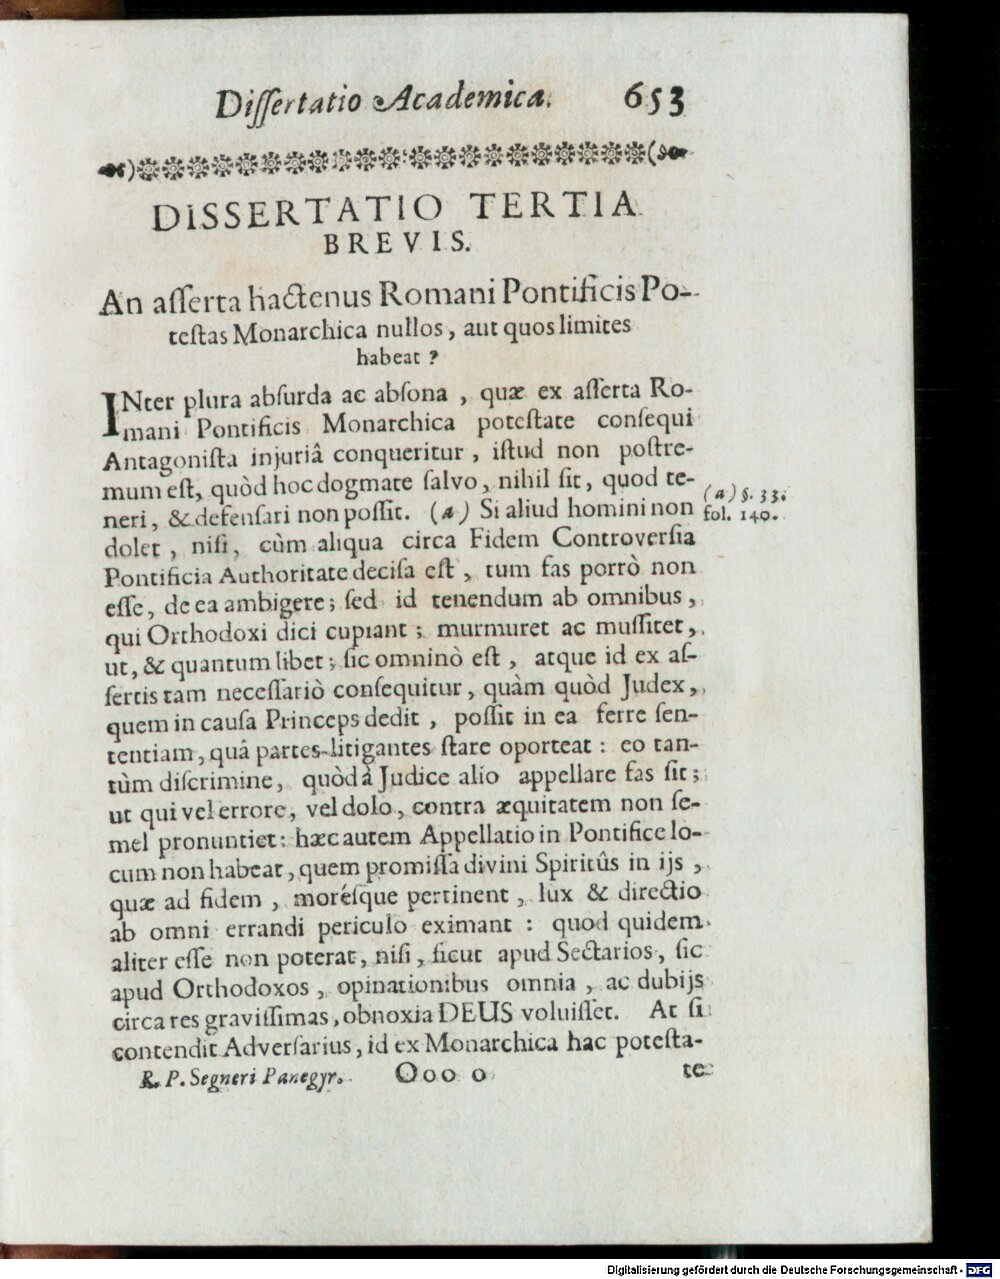 Dissertatio Academica. 653
DISSERTATIO TERTIA
BREVIS.
An asserta hactenus Romani Pontificis Po-
testas Monarchica nullos, aut quos limites
habeat?
INter plura absurda ac absona, quæ ex asserta Ro-
mani Pontificis Monarchica potestate consequi
Antagonista injuriâ conqueritur, istud non postre-
mum est, quòd hoc dogmate salvo, nihil sit, quod te-
neri, & defensari non possit. (a) Si aliud homini non
(a) §. 33.
fol. 140.
dolet, nisi, cùm aliqua circa Fidem Controversia
Pontificia Authoritate decisa est, tum fas porrò non
esse, de ea ambigere; sed id tenendum ab omnibus,
qui Orthodoxi dici cupiant; murmuret ac mussitet,
ut, & quantum libet; sic omninò est, atque id ex as-
sertis tam necessariò consequitur, quàm quòd Judex,
quem in causa Princeps dedit, possit in ea ferre sen-
tentiam, quâ partes litigantes stare oporteat: eo tan-
tùm discrimine, quòd à Judice alio appellare fas sit;
ut qui vel errore, vel dolo, contra æquitatem non se-
mel pronuntiet: hæc autem Appellatio in Pontifice lo-
cum non habeat, quem promissa divini Spiritûs in ijs,
quæ ad fidem, morésque pertinent, lux & directio
ab omni errandi periculo eximant: quod quidem
aliter esse non poterat, nisi, sicut apud Sectarios, sic
apud Orthodoxos, opinationibus omnia, ac dubijs
circa res gravissimas, obnoxia DEUS voluisset. At si
contendit Adversarius, id ex Monarchica hac potesta-
R. P. Segneri Panegyr. Ooo o te
Digitalisierung gefördert durch die Deutsche Forschungsgemeinschaft - DFG